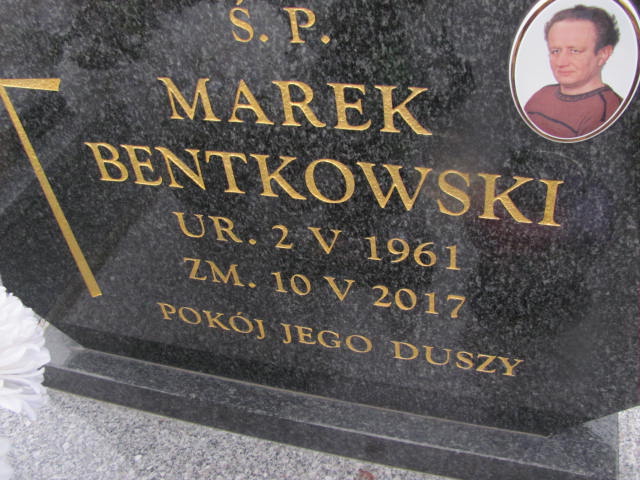 Ś. P.
MAREK
BENTKOWSKI
UR. 2 V 1961
ZM. 10 V 2017
POKÓJ JEGO DUSZY